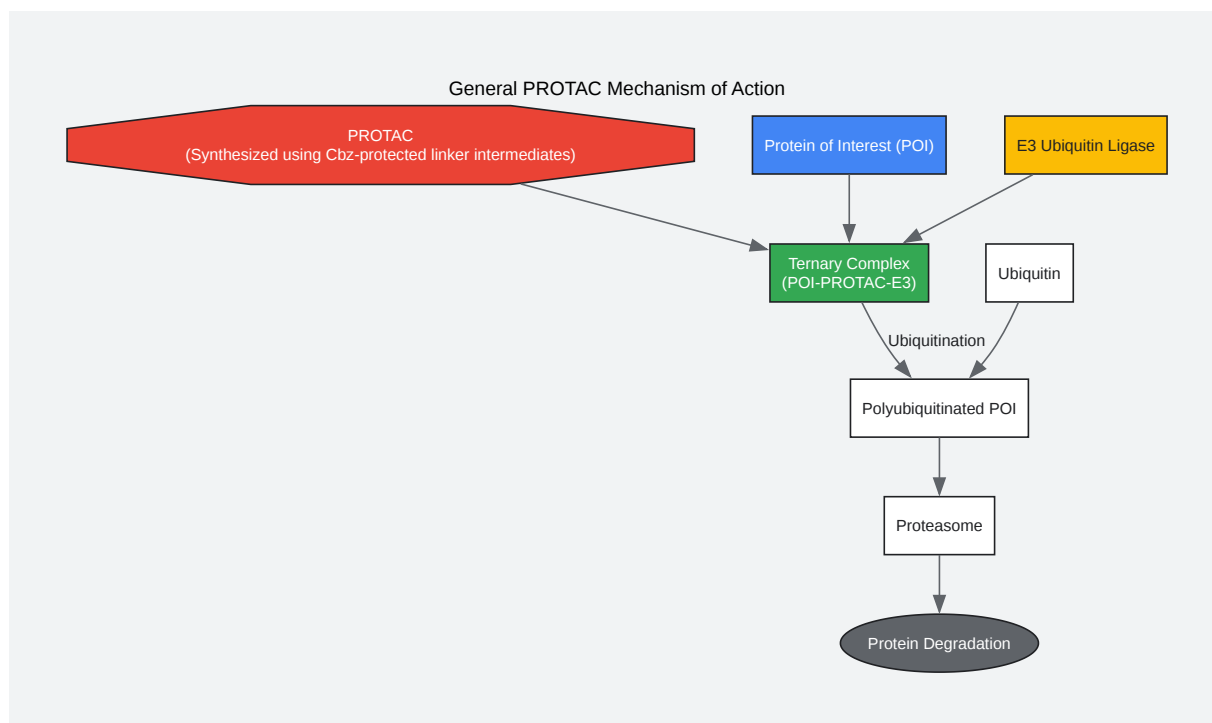 General PROTAC Mechanism of Action
PROTAC
(Synthesized using Cbz-protected linker intermediates)
Protein of Interest (POI)
E3 Ubiquitin Ligase
Ternary Complex
(POI-PROTAC-E3)
Ubiquitin
Ubiquitination
Polyubiquitinated POI
Proteasome
Protein Degradation